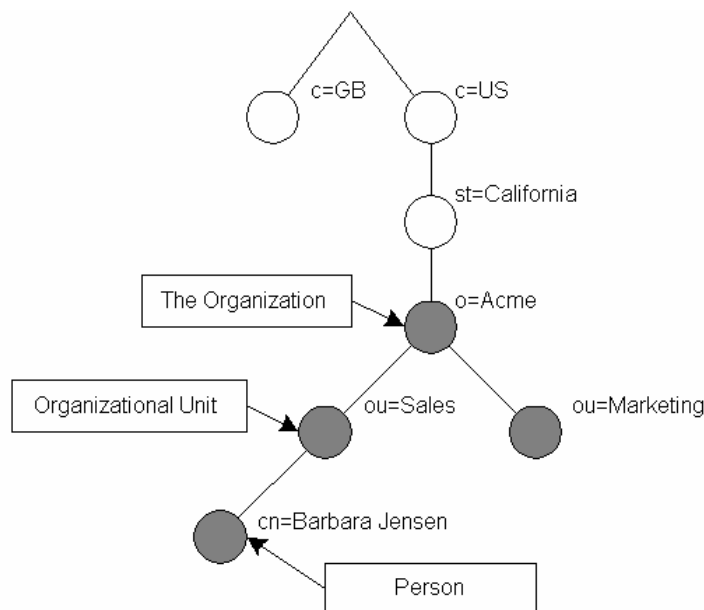 c=GB
c=US
st=California
The Organization
o=Acme
Organizational Unit
ou=Sales
ou=Marketing
cn=Barbara Jensen
Person